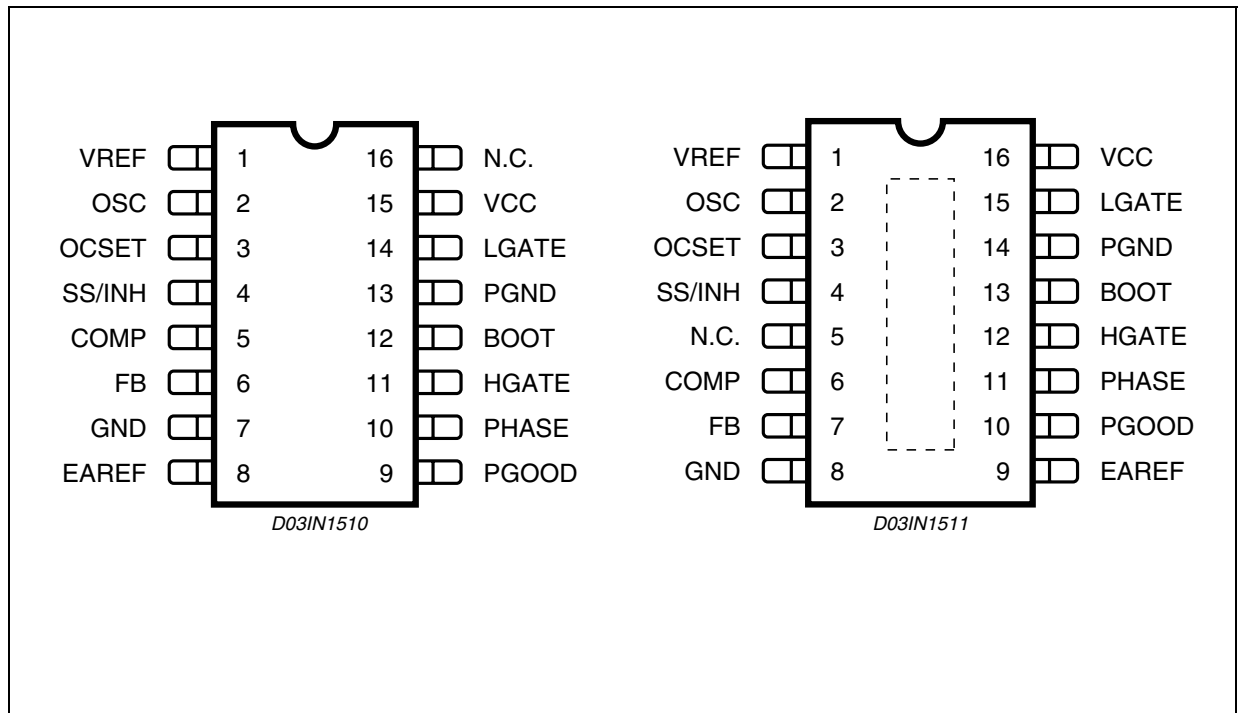 VREF 1 16 N.C.
OSC 2 15 VCC
OCSET 3 14 LGATE
SS/INH 4 13 PGND
COMP 5 12 BOOT
FB 6 11 HGATE
GND 7 10 PHASE
EAREF 8 9 PGOOD
D03IN1510
VREF 1 16 VCC
OSC 2 15 LGATE
OCSET 3 14 PGND
SS/INH 4 13 BOOT
N.C. 5 12 HGATE
COMP 6 11 PHASE
FB 7 10 PGOOD
GND 8 9 EAREF
D03IN1511